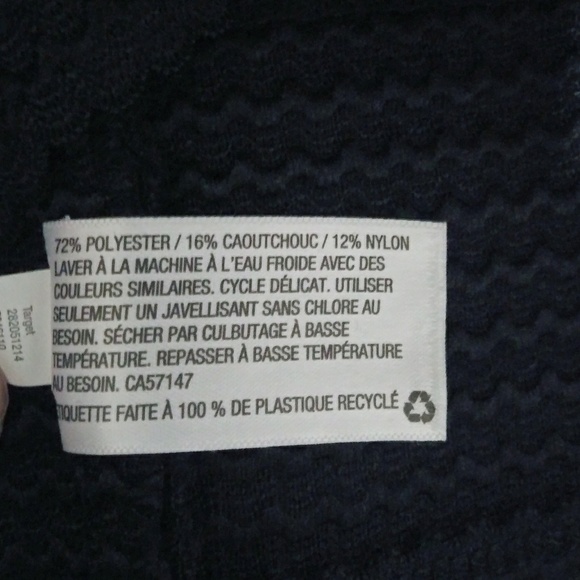 72% POLYESTER / 16% CAOUTCHOUC / 12% NYLON
LAVER À LA MACHINE À L'EAU FROIDE AVEC DES
COULEURS SIMILAIRES. CYCLE DÉLICAT. UTILISER
SEULEMENT UN JAVELLISANT SANS CHLORE AU
BESOIN. SÉCHER PAR CULBUTAGE À BASSE
TEMPÉRATURE. REPASSER À BASSE TEMPÉRATURE
AU BESOIN. CA57147
ÉTIQUETTE FAITE À 100 % DE PLASTIQUE RECYCLÉ
Target
282051214